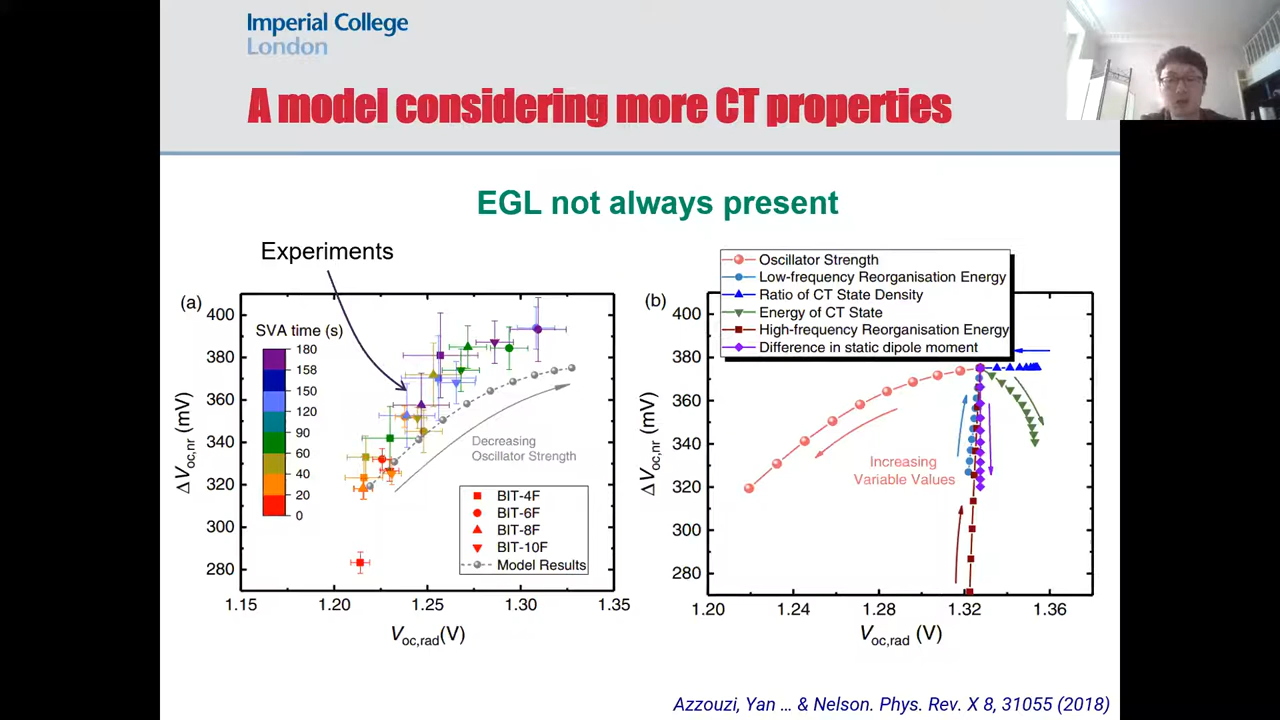 Imperial College
London
A model considering more CT properties
EGL not always present
Experiments
(a)
SVA time (s)
180
158
150
120
90
60
40
20
0
400
380
360
340
320
300
280
ΔVoc,nr (mV)
Decreasing
Oscillator Strength
BIT-4F
BIT-6F
BIT-8F
BIT-10F
Model Results
1.15 1.20 1.25 1.30 1.35
Voc,rad(V)
(b)
Oscillator Strength
Low-frequency Reorganisation Energy
Ratio of CT State Density
Energy of CT State
High-frequency Reorganisation Energy
Difference in static dipole moment
400
380
360
340
320
300
280
ΔVoc,nr (mV)
Increasing
Variable Values
1.20 1.24 1.28 1.32 1.36
Voc,rad (V)
Azzouzi, Yan ... & Nelson. Phys. Rev. X 8, 31055 (2018)